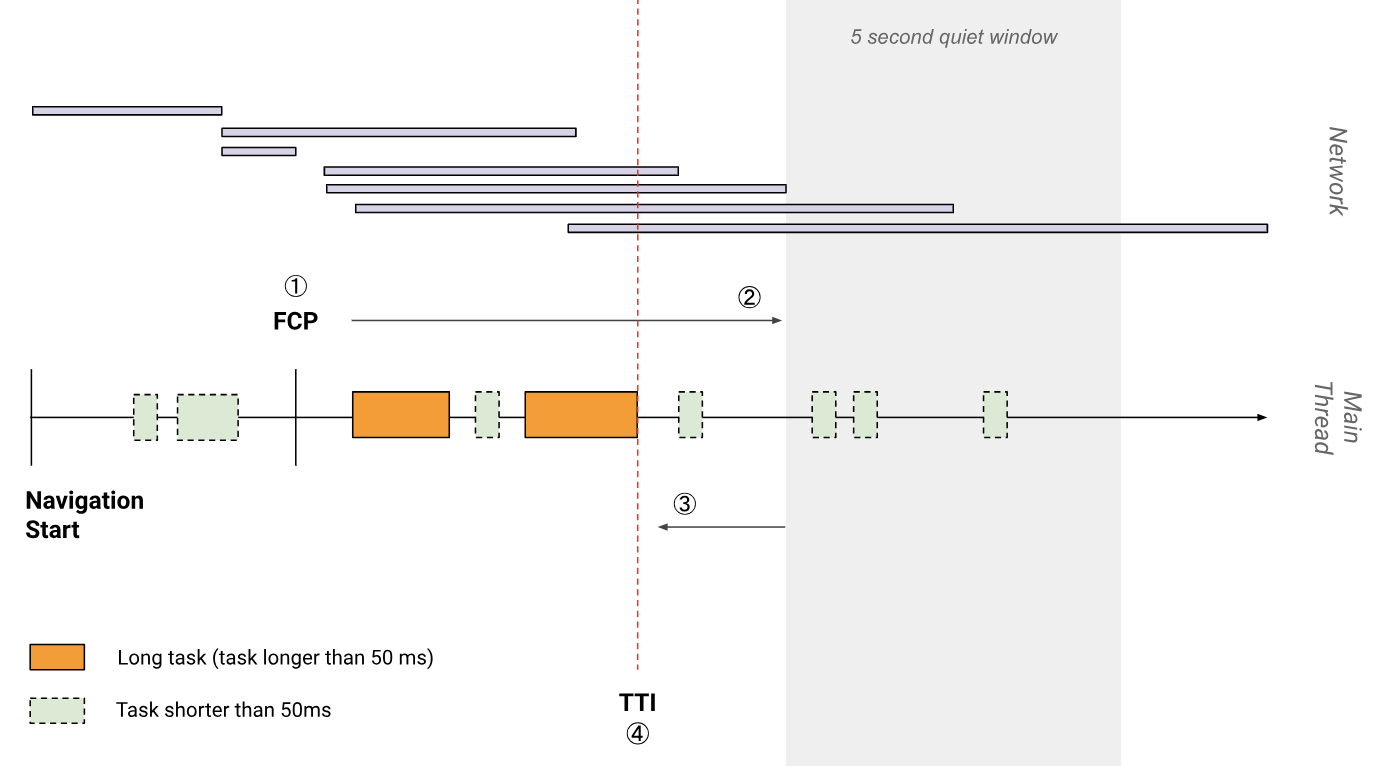 5 second quiet window
Network
①
②
FCP
Main
Thread
③
Navigation
Start
Long task (task longer than 50 ms)
Task shorter than 50ms
TTI
④